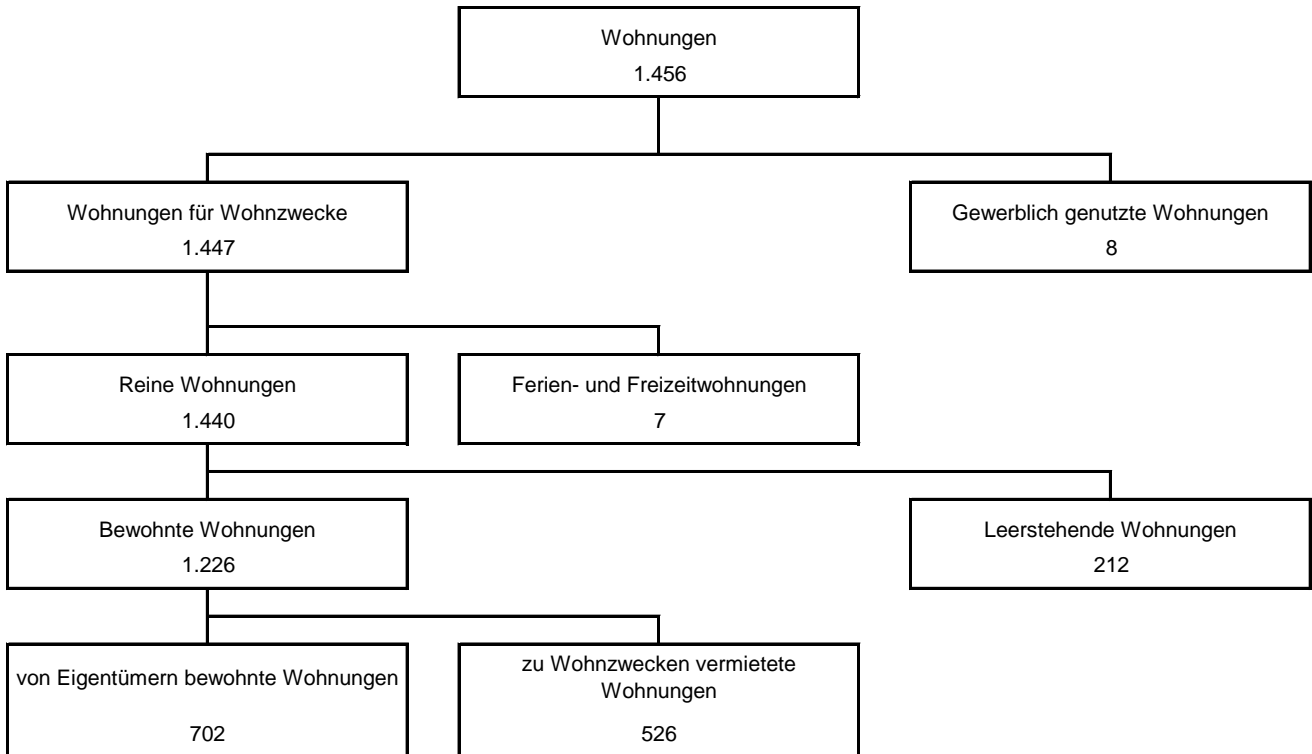 Wohnungen
1.456
Wohnungen für Wohnzwecke
1.447
Gewerblich genutzte Wohnungen
8
Reine Wohnungen
1.440
Ferien- und Freizeitwohnungen
7
Bewohnte Wohnungen
1.226
Leerstehende Wohnungen
212
von Eigentümern bewohnte Wohnungen
702
zu Wohnzwecken vermietete
Wohnungen
526